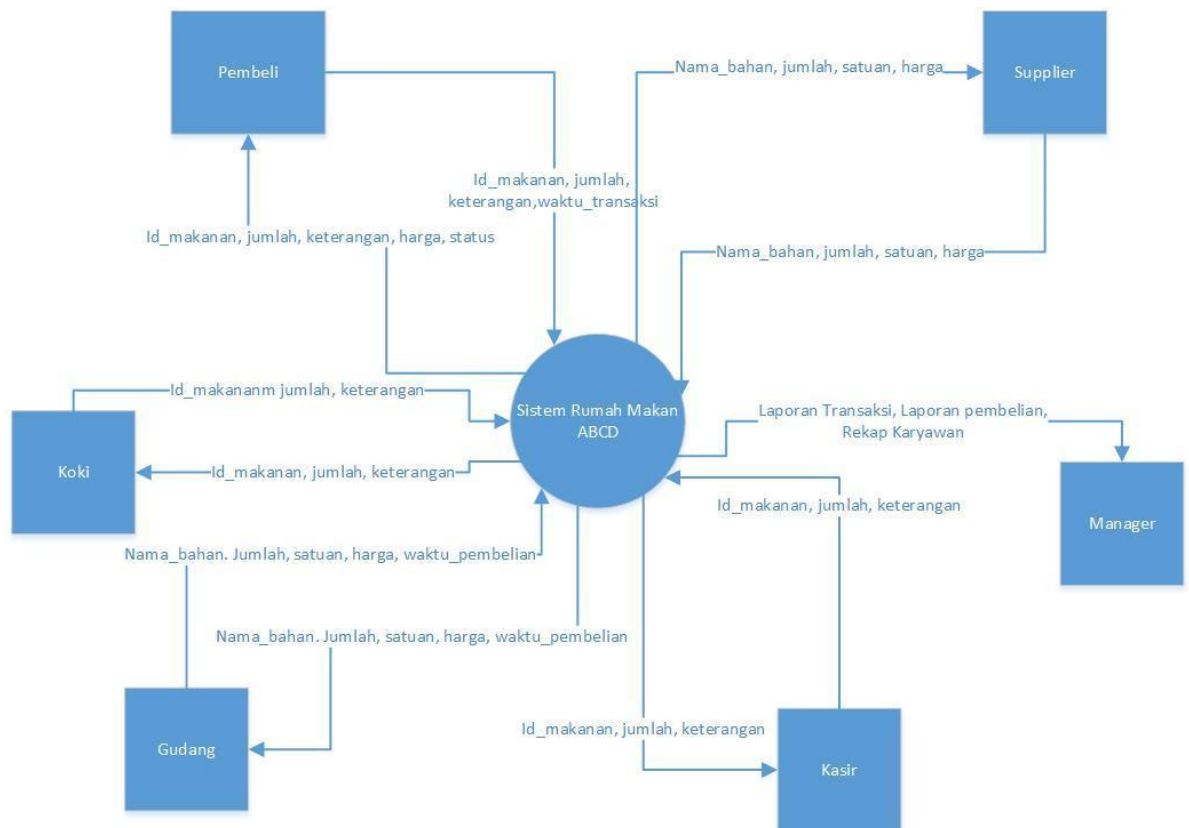 Pembeli
Nama_bahan, jumlah, satuan, harga
Supplier
Id_makanan, jumlah,
keterangan,waktu_transaksi
Id_makanan, jumlah, keterangan, harga, status
Nama_bahan, jumlah, satuan, harga
Id_makananm jumlah, keterangan
Sistem Rumah Makan
ABCD
Laporan Transaksi, Laporan pembelian,
Rekap Karyawan
Koki
Id_makanan, jumlah, keterangan
Id_makanan, jumlah, keterangan
Manager
Nama_bahan. Jumlah, satuan, harga, waktu_pembelian
Nama_bahan. Jumlah, satuan, harga, waktu_pembelian
Id_makanan, jumlah, keterangan
Gudang
Kasir